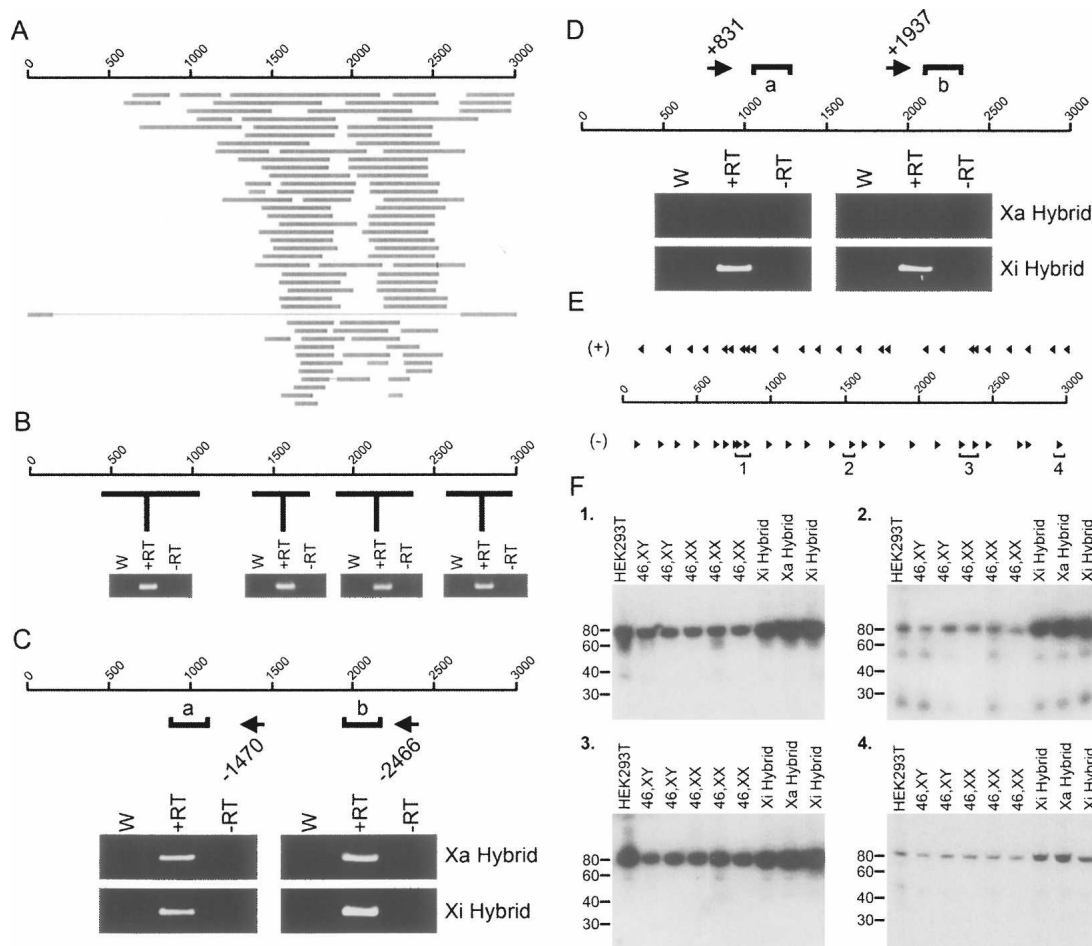 A
0 500 1000 1500 2000 2500 3000
B
0 500 1000 1500 2000 2500 3000
W +RT -RT W +RT -RT W +RT -RT W +RT -RT
C
0 500 1000 1500 2000 2500 3000
a b
-1470 -2466
W +RT -RT W +RT -RT
Xa Hybrid
Xi Hybrid
D
+831 +1937
a b
0 500 1000 1500 2000 2500 3000
W +RT -RT W +RT -RT
Xa Hybrid
Xi Hybrid
E
(+)
0 500 1000 1500 2000 2500 3000
(-)
1 2 3 4
F
1.
HEK293T 46,XY 46,XY 46,XX 46,XX 46,XX Xi Hybrid Xa Hybrid Xi Hybrid
80
60
40
30
2.
HEK293T 46,XY 46,XY 46,XX 46,XX 46,XX Xi Hybrid Xa Hybrid Xi Hybrid
80
60
40
30
3.
HEK293T 46,XY 46,XY 46,XX 46,XX 46,XX Xi Hybrid Xa Hybrid Xi Hybrid
80
60
40
30
4.
HEK293T 46,XY 46,XY 46,XX 46,XX 46,XX Xi Hybrid Xa Hybrid Xi Hybrid
80
60
40
30